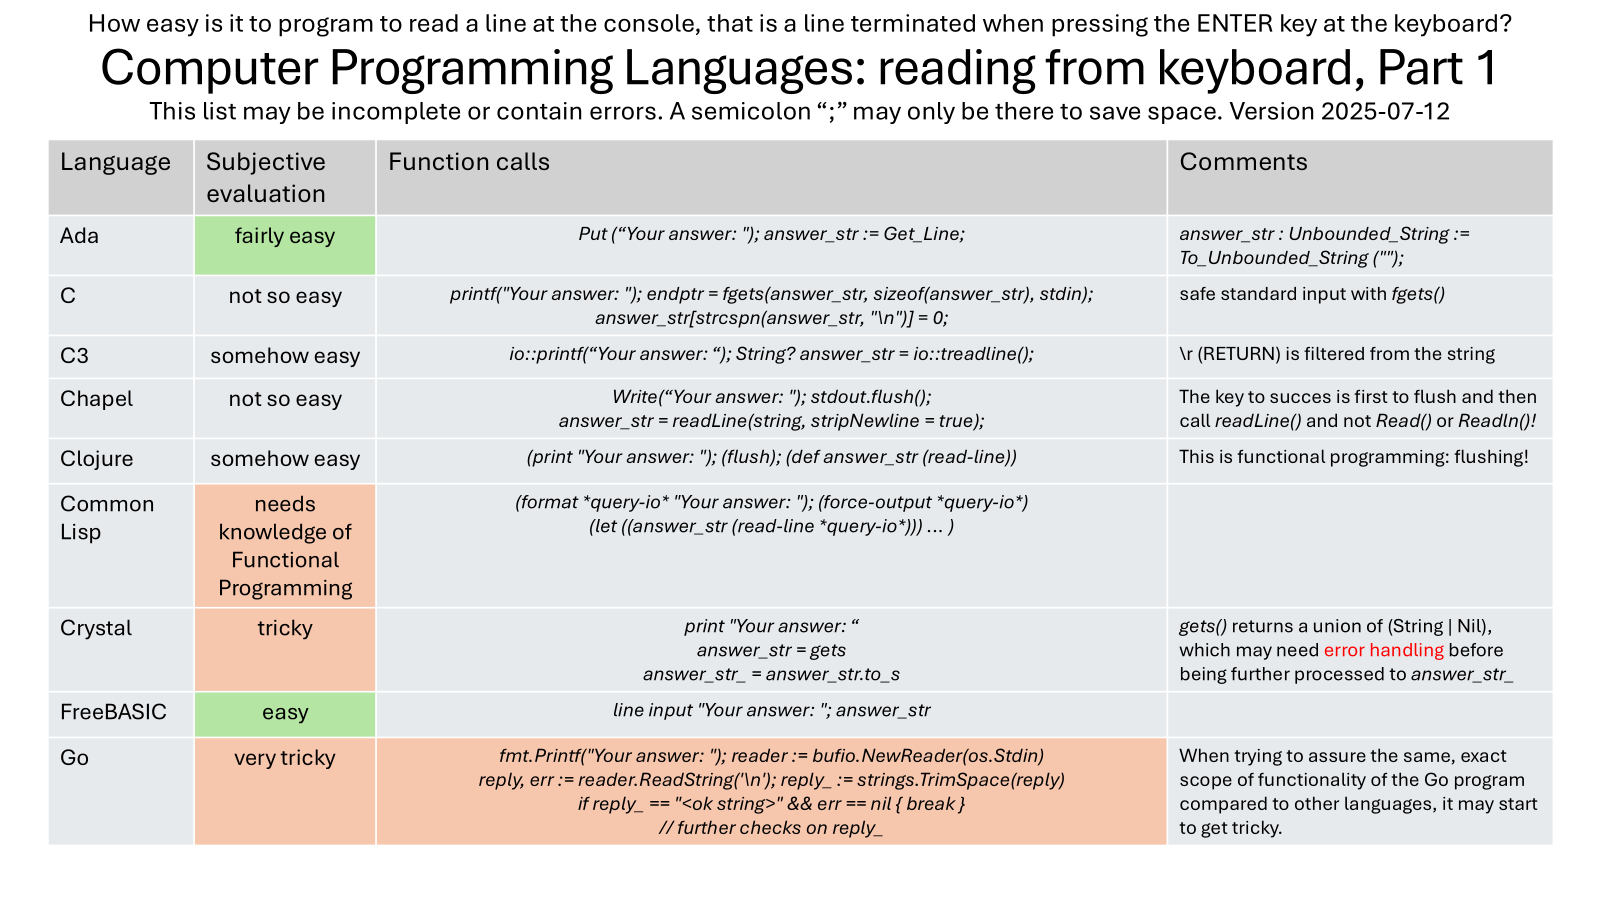 How easy is it to program to read a line at the console, that is a line terminated when pressing the ENTER key at the keyboard?
Computer Programming Languages: reading from keyboard, Part 1
This list may be incomplete or contain errors. A semicolon “;” may only be there to save space. Version 2025-07-12
Language
Subjective
evaluation
Function calls
Comments
Ada
fairly easy
Put (“Your answer: "); answer_str := Get_Line;
answer_str : Unbounded_String :=
To_Unbounded_String ("");
C
not so easy
printf("Your answer: "); endptr = fgets(answer_str, sizeof(answer_str), stdin);
answer_str[strcspn(answer_str, "\n")] = 0;
safe standard input with fgets()
C3
somehow easy
io::printf(“Your answer: “); String? answer_str = io::treadline();
\r (RETURN) is filtered from the string
Chapel
not so easy
Write(“Your answer: "); stdout.flush();
answer_str = readLine(string, stripNewline = true);
The key to succes is first to flush and then
call readLine() and not Read() or Readln()!
Clojure
somehow easy
(print "Your answer: "); (flush); (def answer_str (read-line))
This is functional programming: flushing!
Common
Lisp
needs
knowledge of
Functional
Programming
(format *query-io* "Your answer: "); (force-output *query-io*)
(let ((answer_str (read-line *query-io*))) ... )
Crystal
tricky
print "Your answer: “
answer_str = gets
answer_str_ = answer_str.to_s
gets() returns a union of (String | Nil),
which may need error handling before
being further processed to answer_str_
FreeBASIC
easy
line input "Your answer: "; answer_str
Go
very tricky
fmt.Printf("Your answer: "); reader := bufio.NewReader(os.Stdin)
reply, err := reader.ReadString('\n'); reply_ := strings.TrimSpace(reply)
if reply_ == "<ok string>" && err == nil { break }
// further checks on reply_
When trying to assure the same, exact
scope of functionality of the Go program
compared to other languages, it may start
to get tricky.